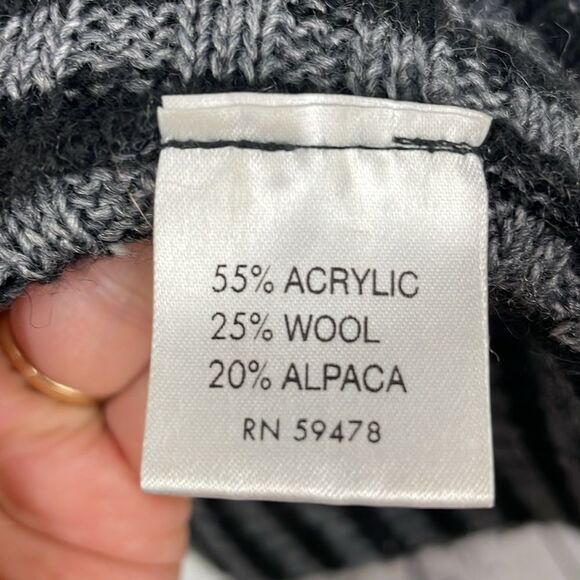 55% ACRYLIC
25% WOOL
20% ALPACA
RN 59478